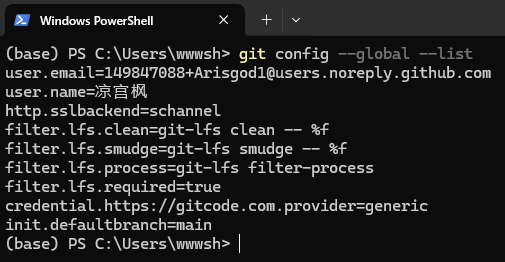 Windows PowerShell
(base) PS C:\Users\wwwsh> git config --global --list
user.email=149847088+Arisgod1@users.noreply.github.com
user.name=凉宫枫
http.sslbackend=schannel
filter.lfs.clean=git-lfs clean -- %f
filter.lfs.smudge=git-lfs smudge -- %f
filter.lfs.process=git-lfs filter-process
filter.lfs.required=true
credential.https://gitcode.com.provider=generic
init.defaultbranch=main
(base) PS C:\Users\wwwsh>